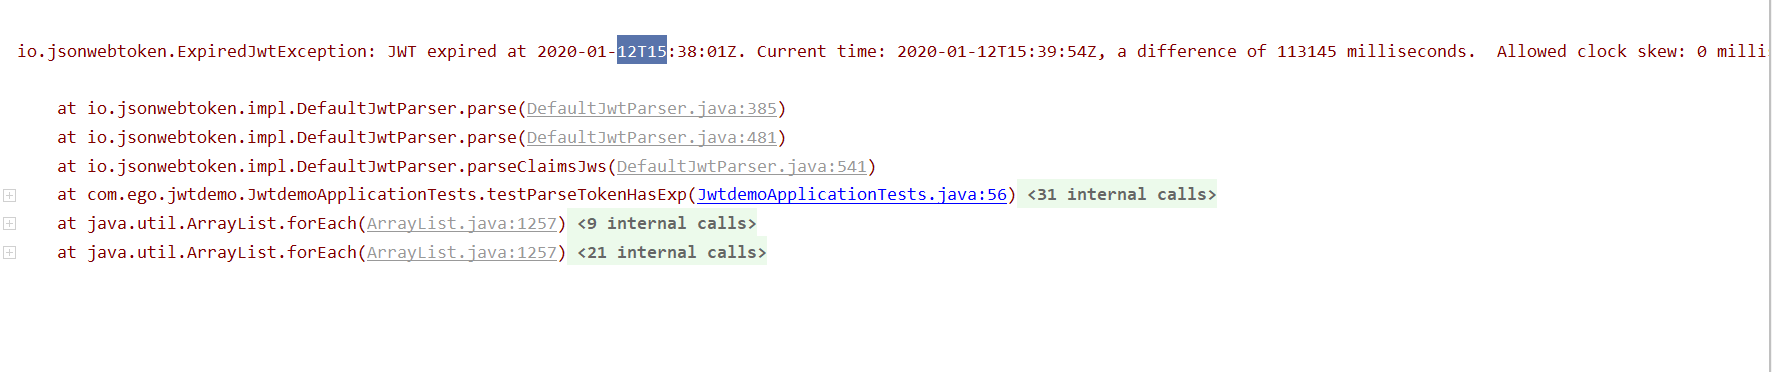 io.jsonwebtoken.ExpiredJwtException: JWT expired at 2020-01-12T15:38:01Z. Current time: 2020-01-12T15:39:54Z, a difference of 113145 milliseconds.  Allowed clock skew: 0 milli
at io.jsonwebtoken.impl.DefaultJwtParser.parse(DefaultJwtParser.java:385)
at io.jsonwebtoken.impl.DefaultJwtParser.parse(DefaultJwtParser.java:481)
at io.jsonwebtoken.impl.DefaultJwtParser.parseClaimsJws(DefaultJwtParser.java:541)
at com.ego.jwtdemo.JwtdemoApplicationTests.testParseTokenHasExp(JwtdemoApplicationTests.java:56) <31 internal calls>
at java.util.ArrayList.forEach(ArrayList.java:1257) <9 internal calls>
at java.util.ArrayList.forEach(ArrayList.java:1257) <21 internal calls>